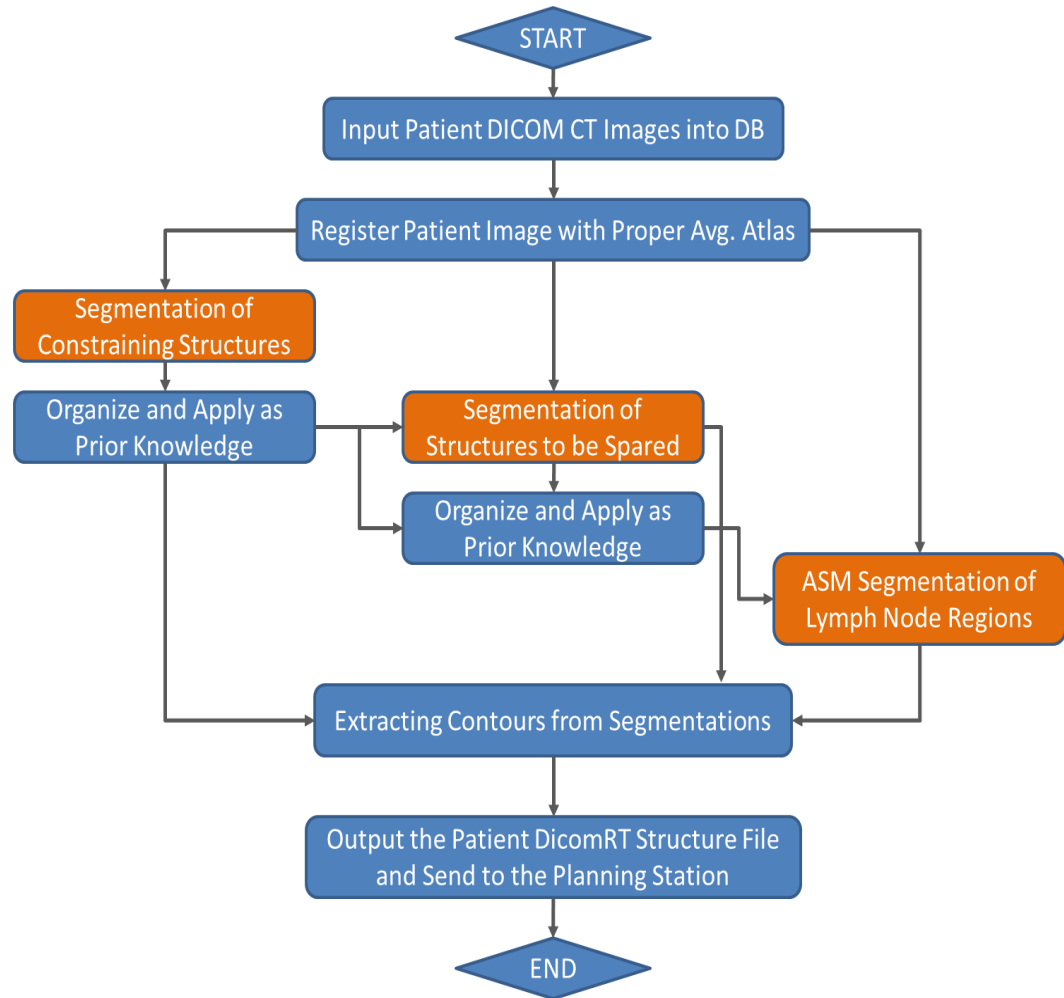 START
Input Patient DICOM CT Images into DB
Register Patient Image with Proper Avg. Atlas
Segmentation of
Constraining Structures
Organize and Apply as
Prior Knowledge
Segmentation of
Structures to be Spared
Organize and Apply as
Prior Knowledge
ASM Segmentation of
Lymph Node Regions
Extracting Contours from Segmentations
Output the Patient DicomRT Structure File
and Send to the Planning Station
END